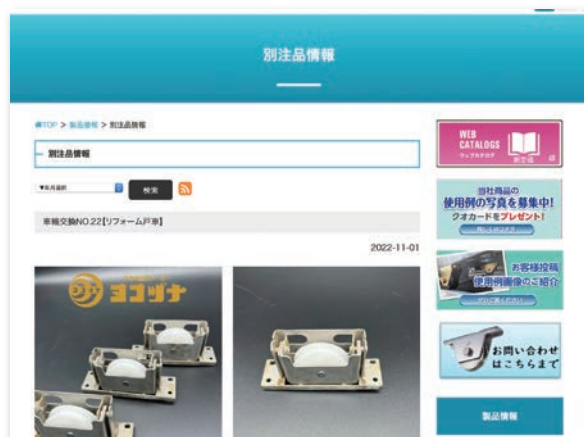 別注品情報
TOP > 製品情報 > 別注品情報
別注品情報
▼年月選択
検索
車輪交換NO.22【リフォーム戸車】
2022-11-01
ヨコヅナ
WEB
CATALOGS
ウェブカタログ
当社商品の
使用例の写真を募集中!
クオカードをプレゼント!
お客様投稿
使用例画像のご紹介
お問い合わせ
はこちらまで
製品情報